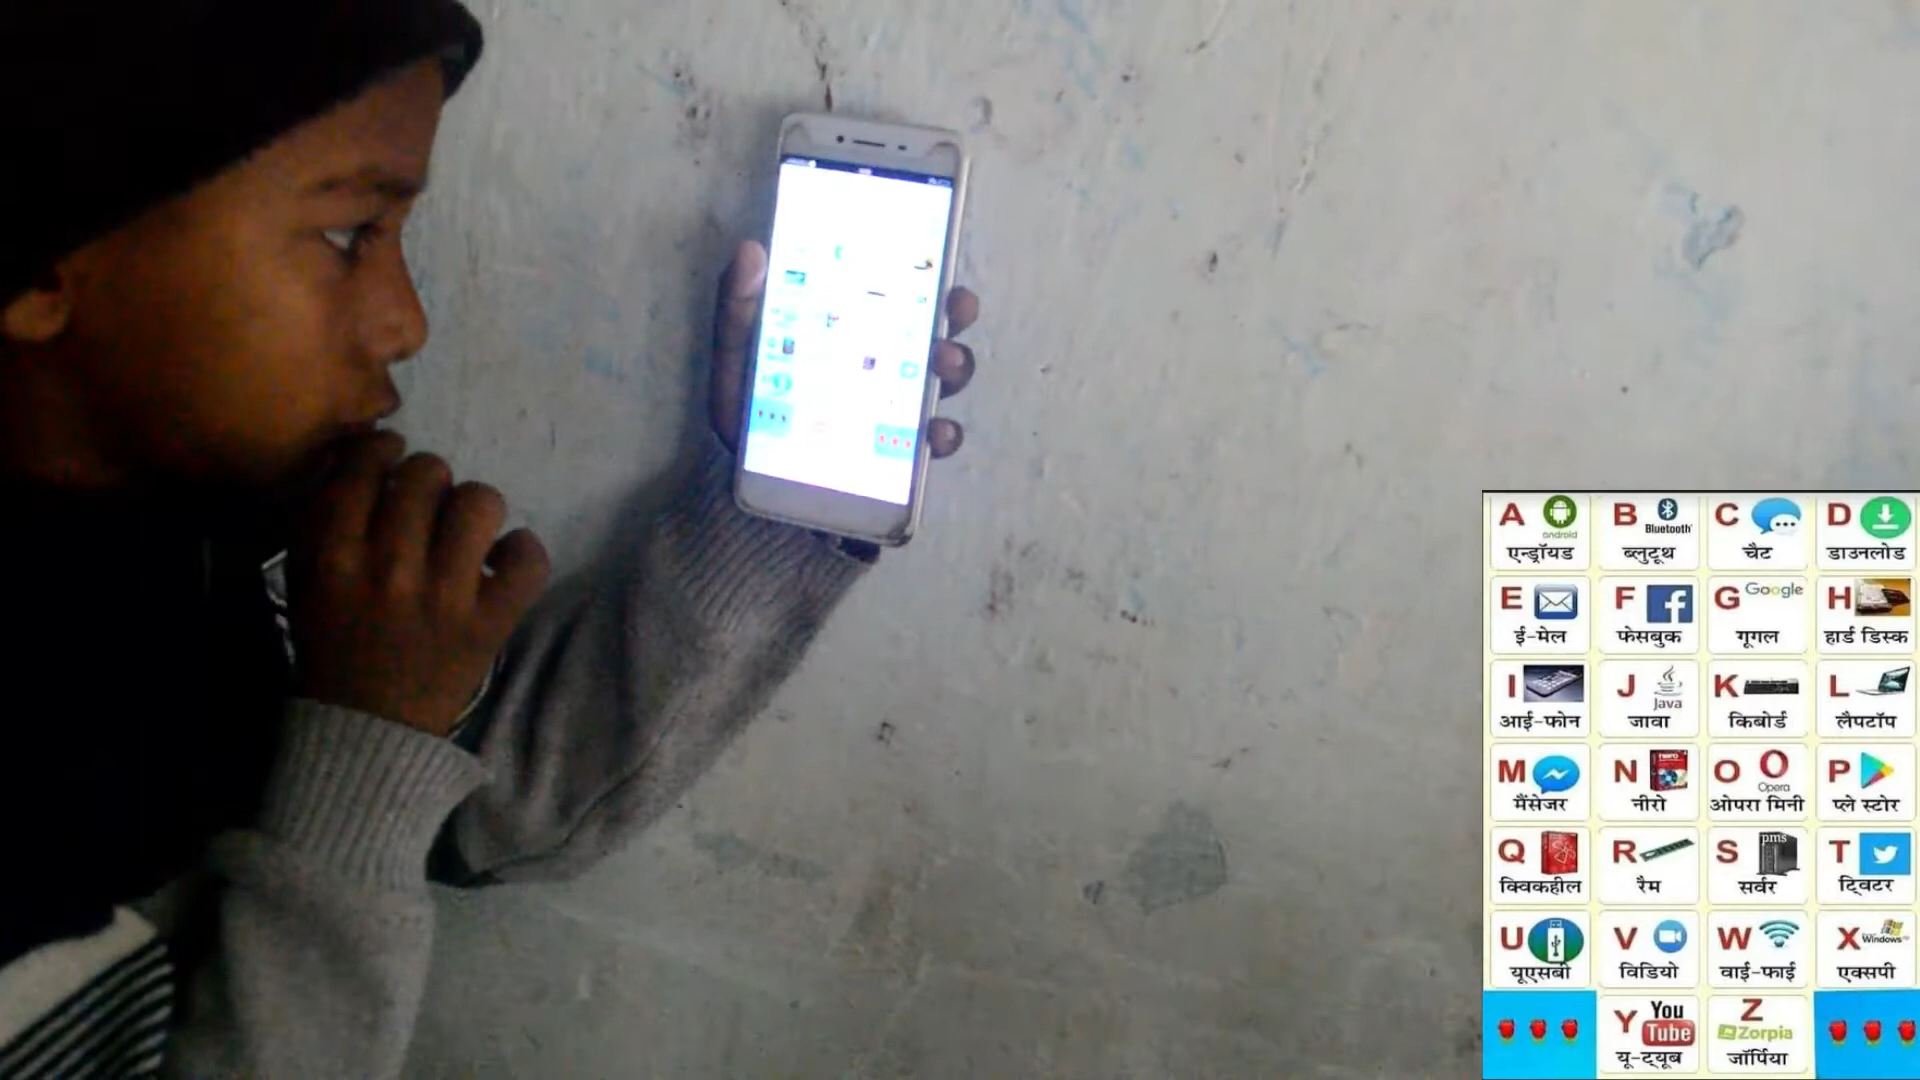 A android B Bluetooth C D
एन्ड्रॉयड ब्लुटूथ चैट डाउनलोड
E F G Google H
ई-मेल फेसबुक गूगल हार्ड डिस्क
I J Java K L
आई-फोन जावा किबोर्ड लैपटॉप
M N O Opera P
मैंसेजर नीरो ओपरा मिनी प्ले स्टोर
Q R S pms T
क्विकहील रैम सर्वर ट्विटर
U V W X Windows
यूएसबी विडियो वाई-फाई एक्सपी
Y You Tube Z Zorpia
यू-ट्यूब जॉर्पिया